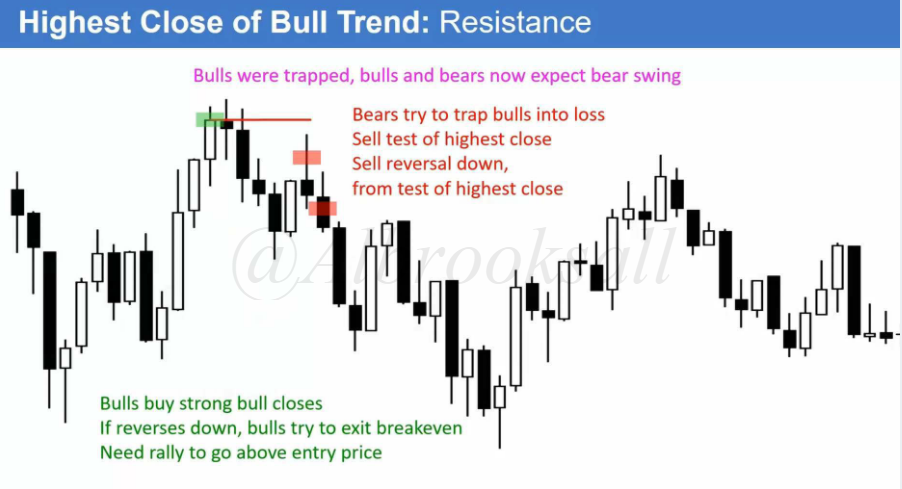 Highest Close of Bull Trend: Resistance
Bulls were trapped, bulls and bears now expect bear swing
Bears try to trap bulls into loss
Sell test of highest close
Sell reversal down,
from test of highest close
@Albrooksall
Bulls buy strong bull closes
If reverses down, bulls try to exit breakeven
Need rally to go above entry price